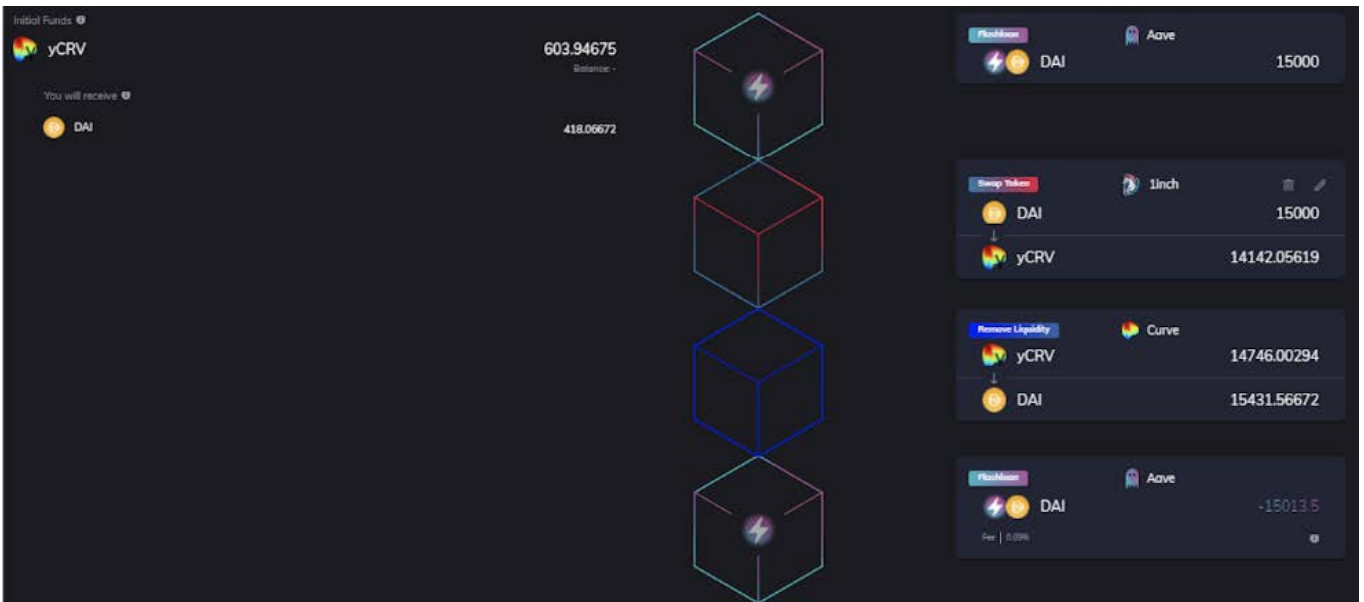 Initial Funds
yCRV 603.94675
Balance: -
You will receive
DAI 418.06672
Flashloan Aave
DAI 15000
Swap Token 1inch
DAI 15000
yCRV 14142.05619
Remove Liquidity Curve
yCRV 14746.00294
DAI 15431.56672
Flashloan Aave
DAI -15013.5
Fee | 0.09%